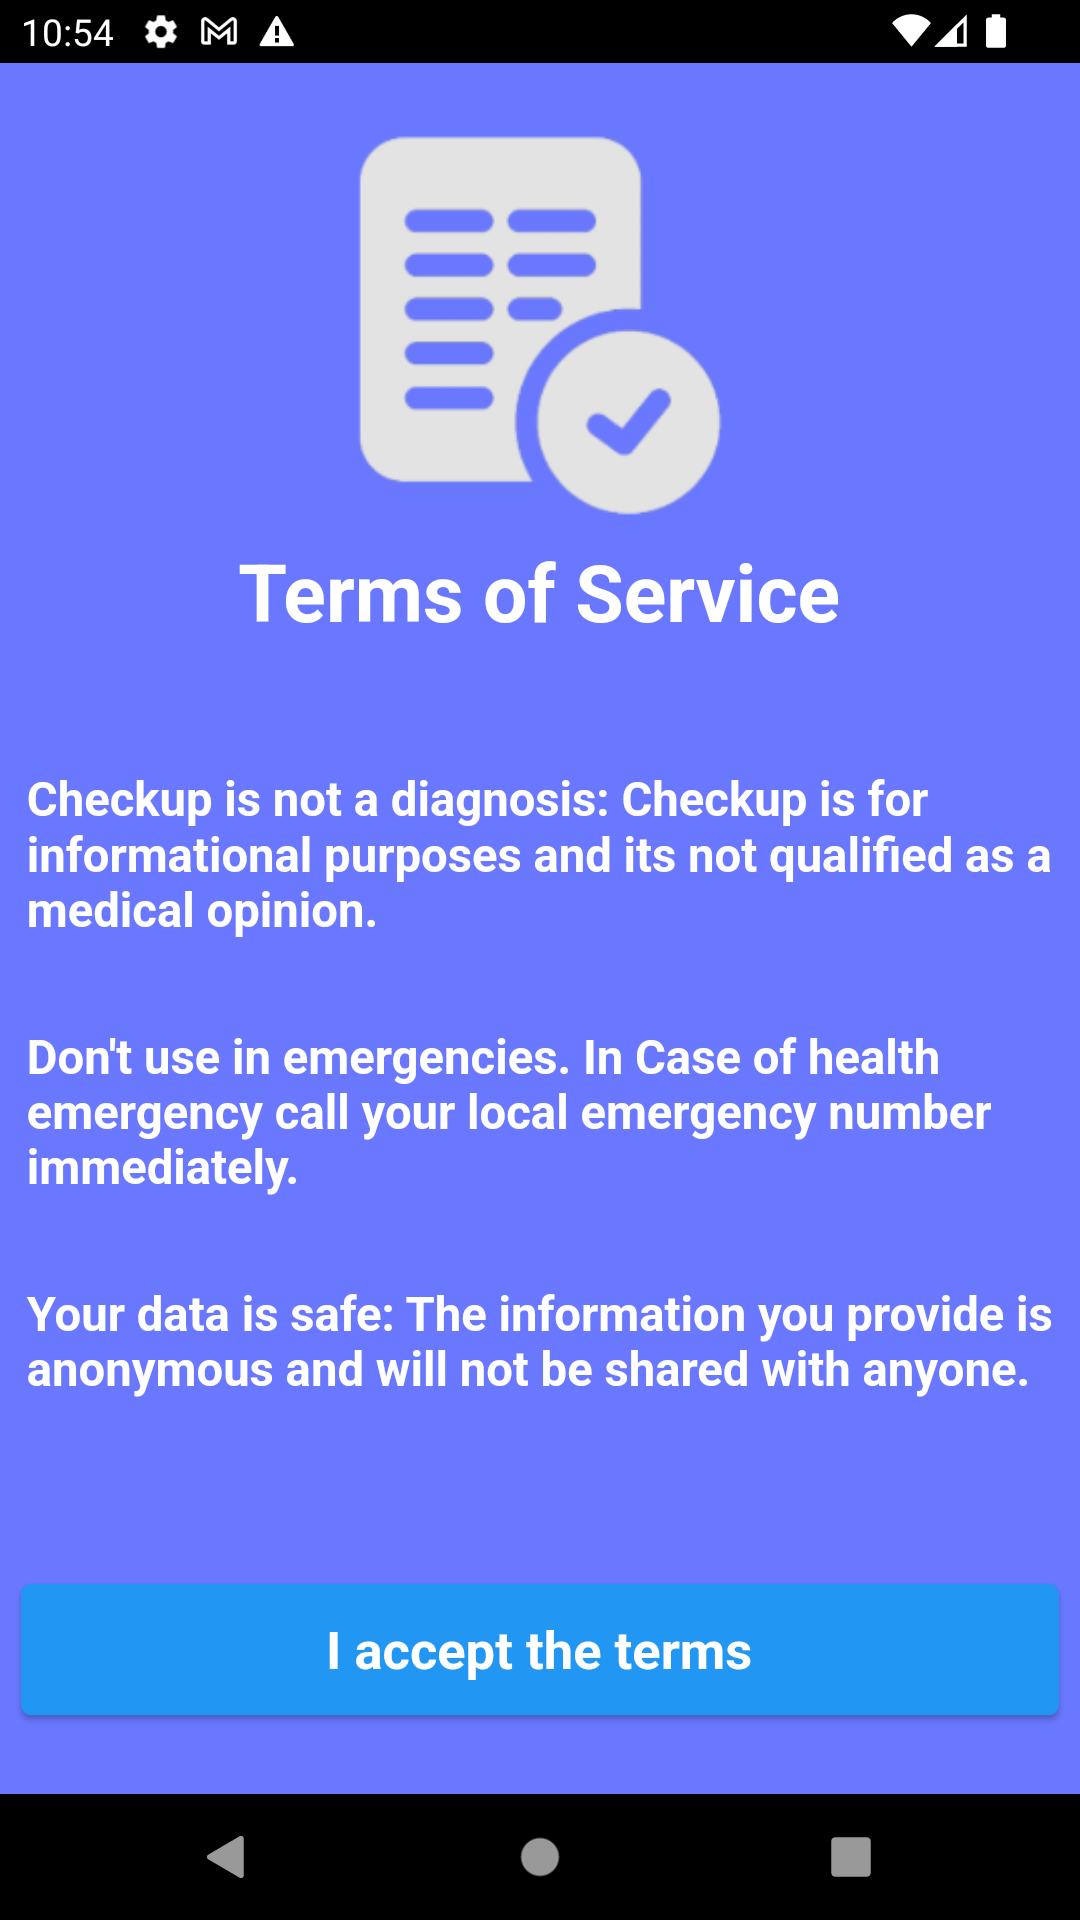 10:54
Terms of Service
Checkup is not a diagnosis: Checkup is for
informational purposes and its not qualified as a
medical opinion.
Don't use in emergencies. In Case of health
emergency call your local emergency number
immediately.
Your data is safe: The information you provide is
anonymous and will not be shared with anyone.
I accept the terms